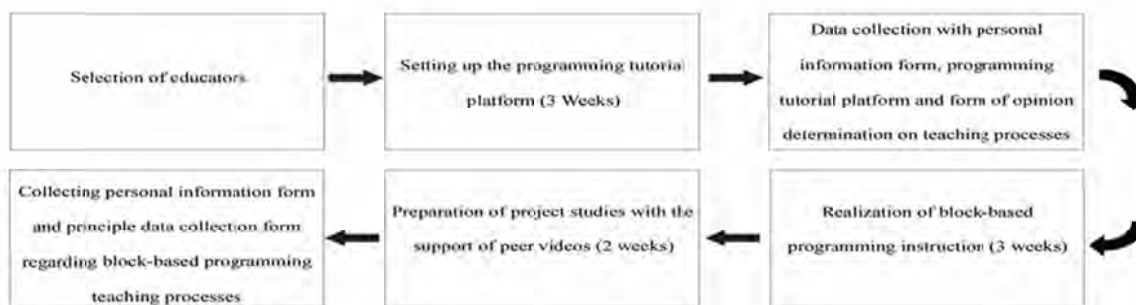 Selection of educators
Setting up the programming tutorial
platform (3 Weeks)
Data collection with personal
information form, programming
tutorial platform and form of opinion
determination on teaching processes
Realization of block-based
programming instruction (3 weeks)
Preparation of project studies with the
support of peer videos (2 weeks)
Collecting personal information form
and principle data collection form
regarding block-based programming
teaching processes